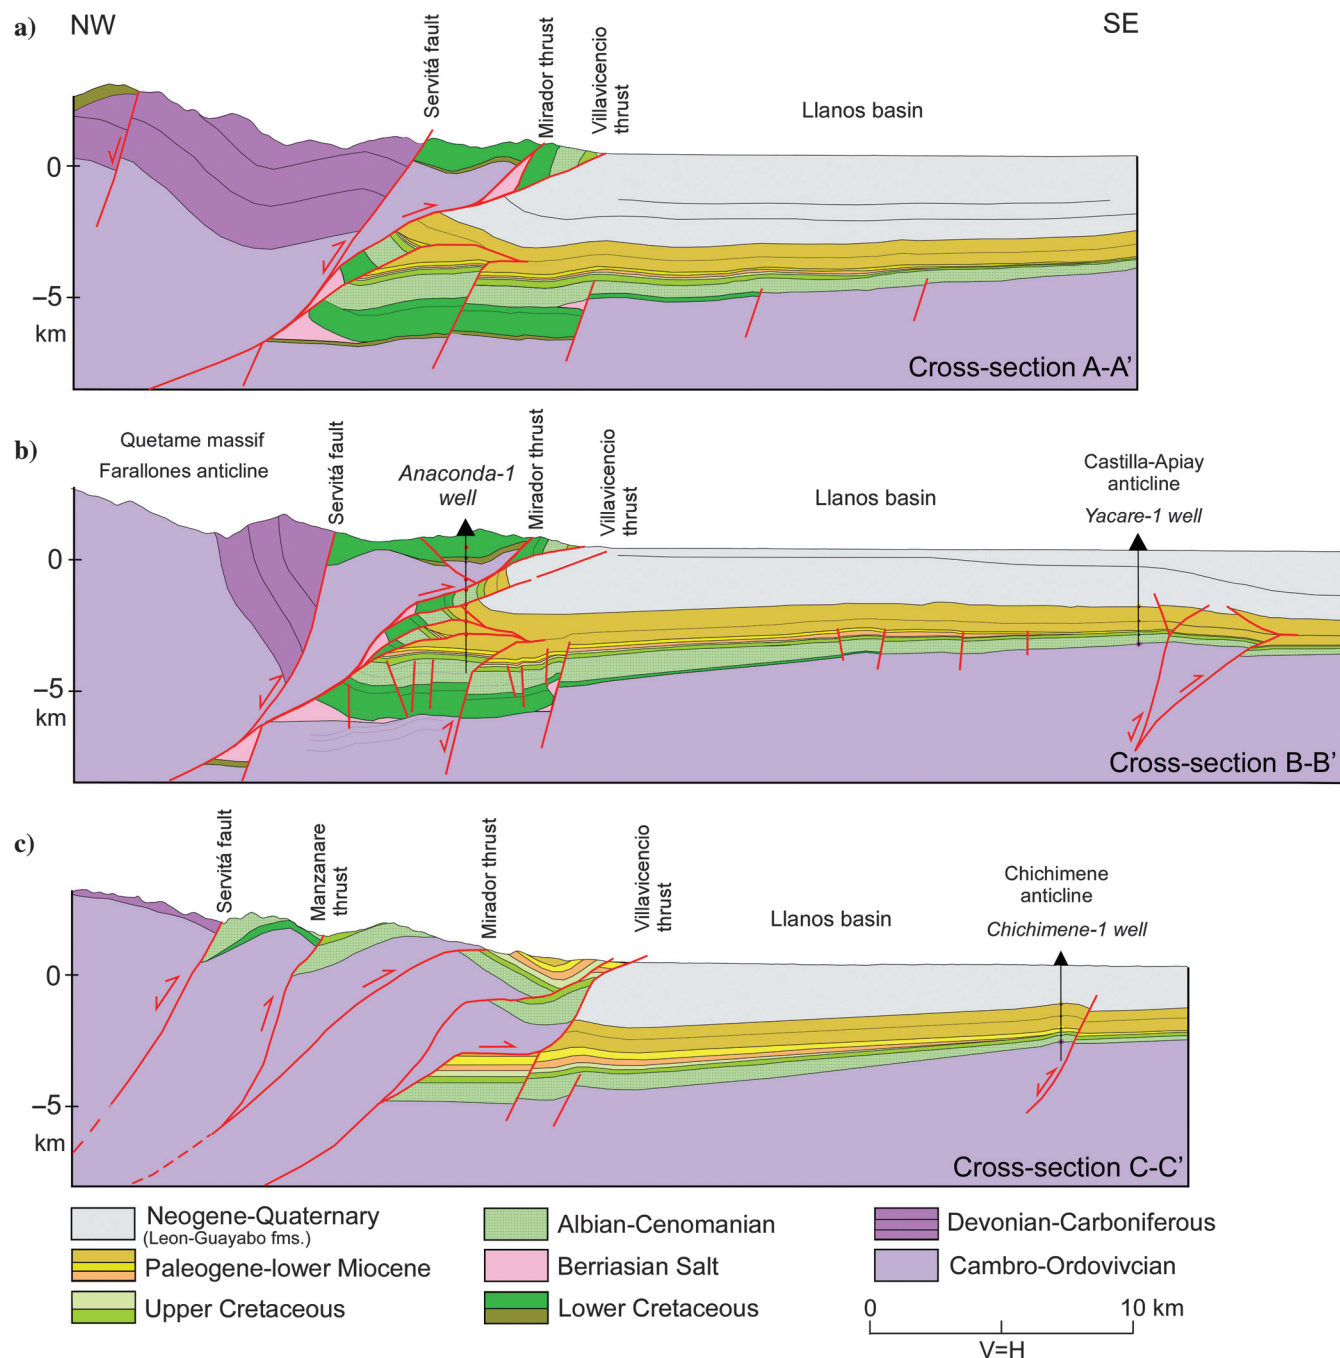 a)
NW
SE
Servitá fault
Mirador thrust
Villavicencio
thrust
Llanos basin
0
–5
km
Cross-section A-A’
b)
Quetame massif
Farallones anticline
Servitá fault
Anaconda-1
well
Mirador thrust
Villavicencio
thrust
Llanos basin
Castilla-Apiay
anticline
Yacare-1 well
0
–5
km
Cross-section B-B’
c)
Servitá fault
Manzanare
thrust
Mirador thrust
Villavicencio
thrust
Llanos basin
Chichimene
anticline
Chichimene-1 well
0
–5
km
Cross-section C-C’
Neogene-Quaternary
(Leon-Guayabo fms.)
Paleogene-lower Miocene
Upper Cretaceous
Albian-Cenomanian
Berriasian Salt
Lower Cretaceous
Devonian-Carboniferous
Cambro-Ordovivcian
0
10 km
V=H